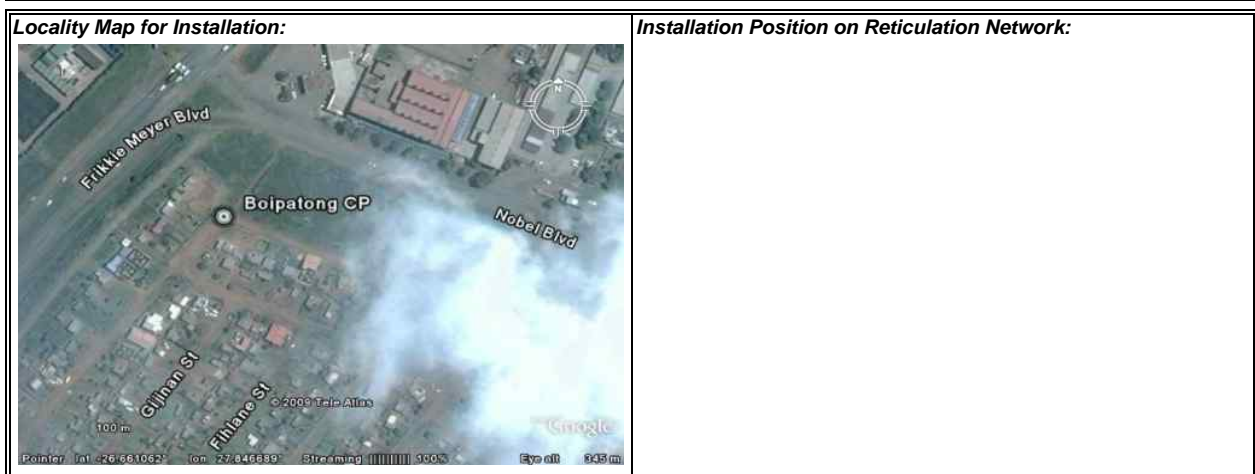 Locality Map for Installation:
Installation Position on Reticulation Network:
Frikkie Meyer Blvd
Boipatong CP
Nobel Blvd
Gijinan St
Fihlane St
© 2009 Tele Atlas
100 m
Google
Pointer lat -26.661062° lon 27.846689° Streaming |||||||||| 100% Eye alt 345 m
N